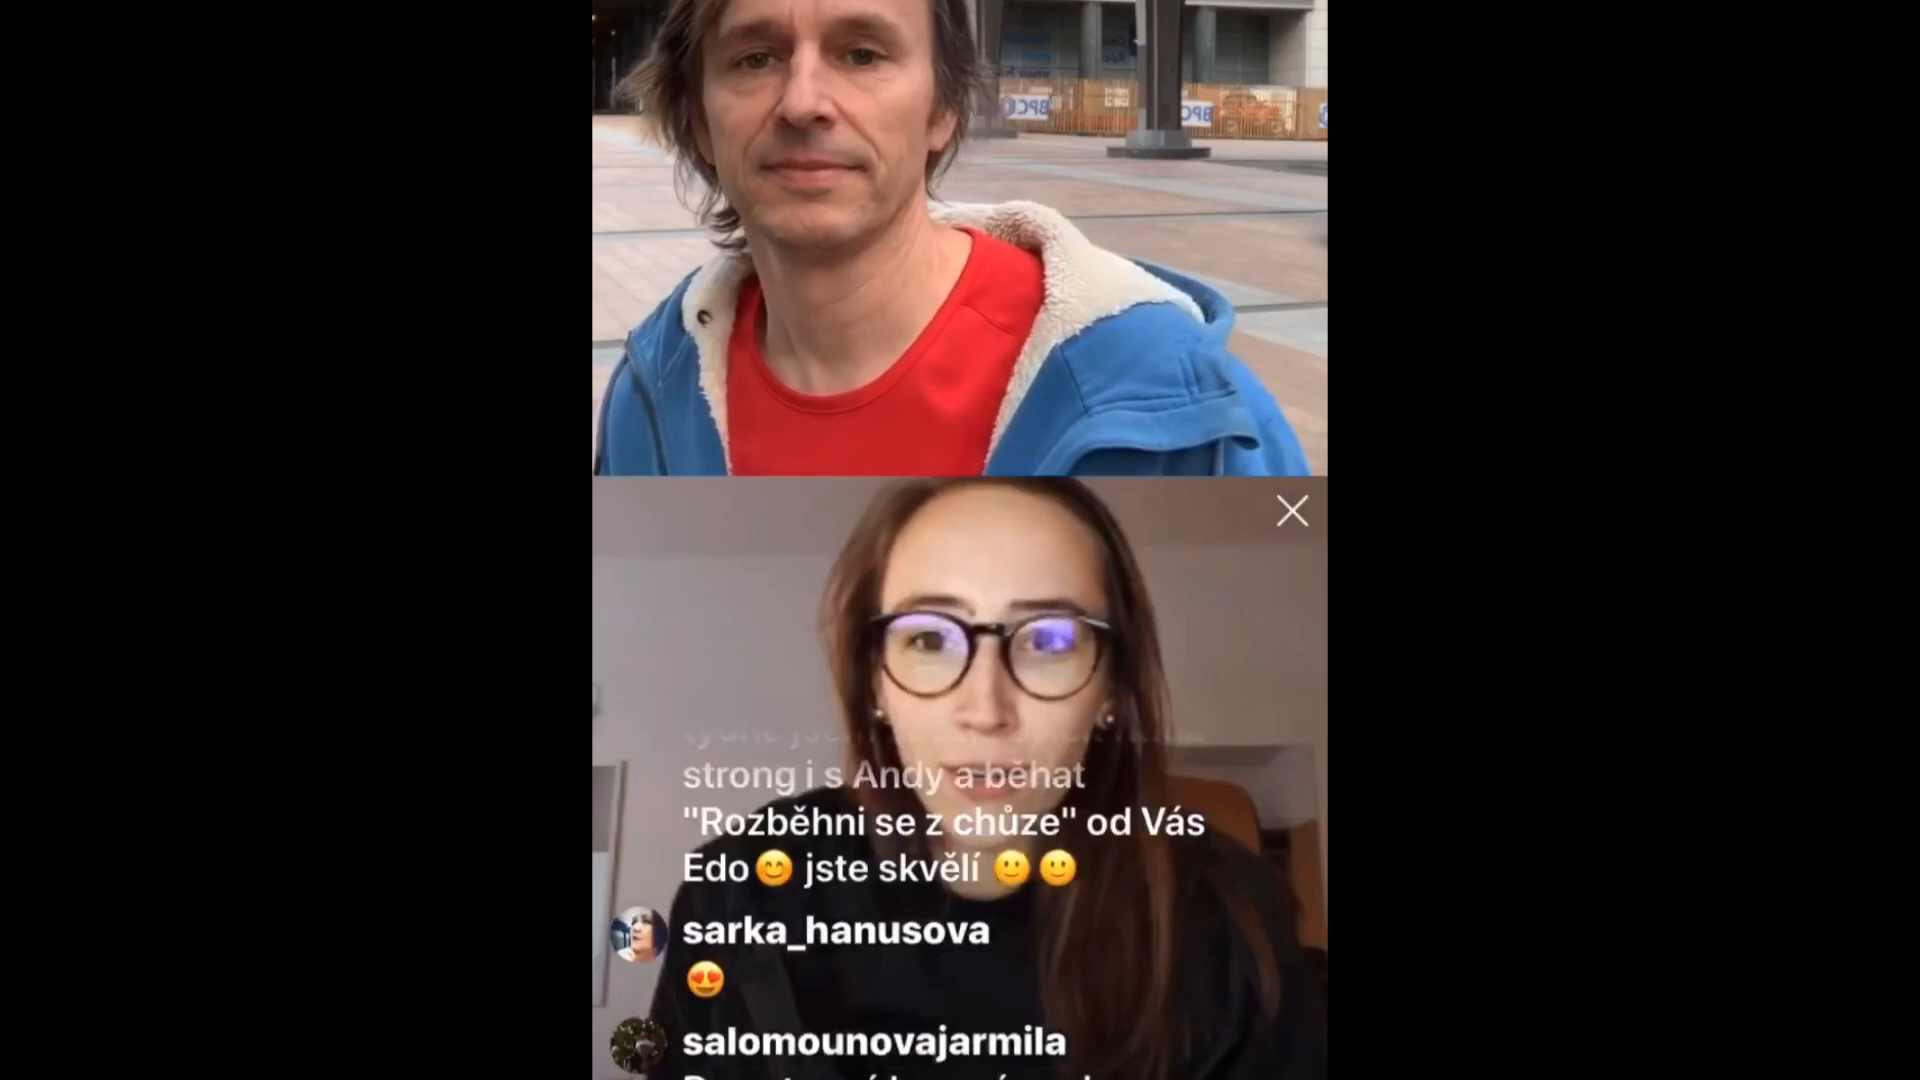 strong i s Andy a běhat
"Rozběhni se z chůze" od Vás
Edo😊 jste skvělí 🙂🙂
sarka_hanusova
😍
salomounovajarmila